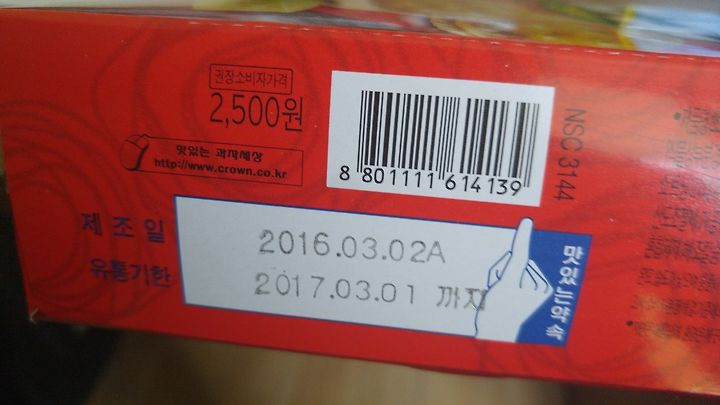 권장소비자가격
2,500원
맛있는 과자세상
http://www.crown.co.kr
8 801111 614139
NSC 3144
제조일
2016.03.02A
유통기한
2017.03.01 까지
맛있는약속